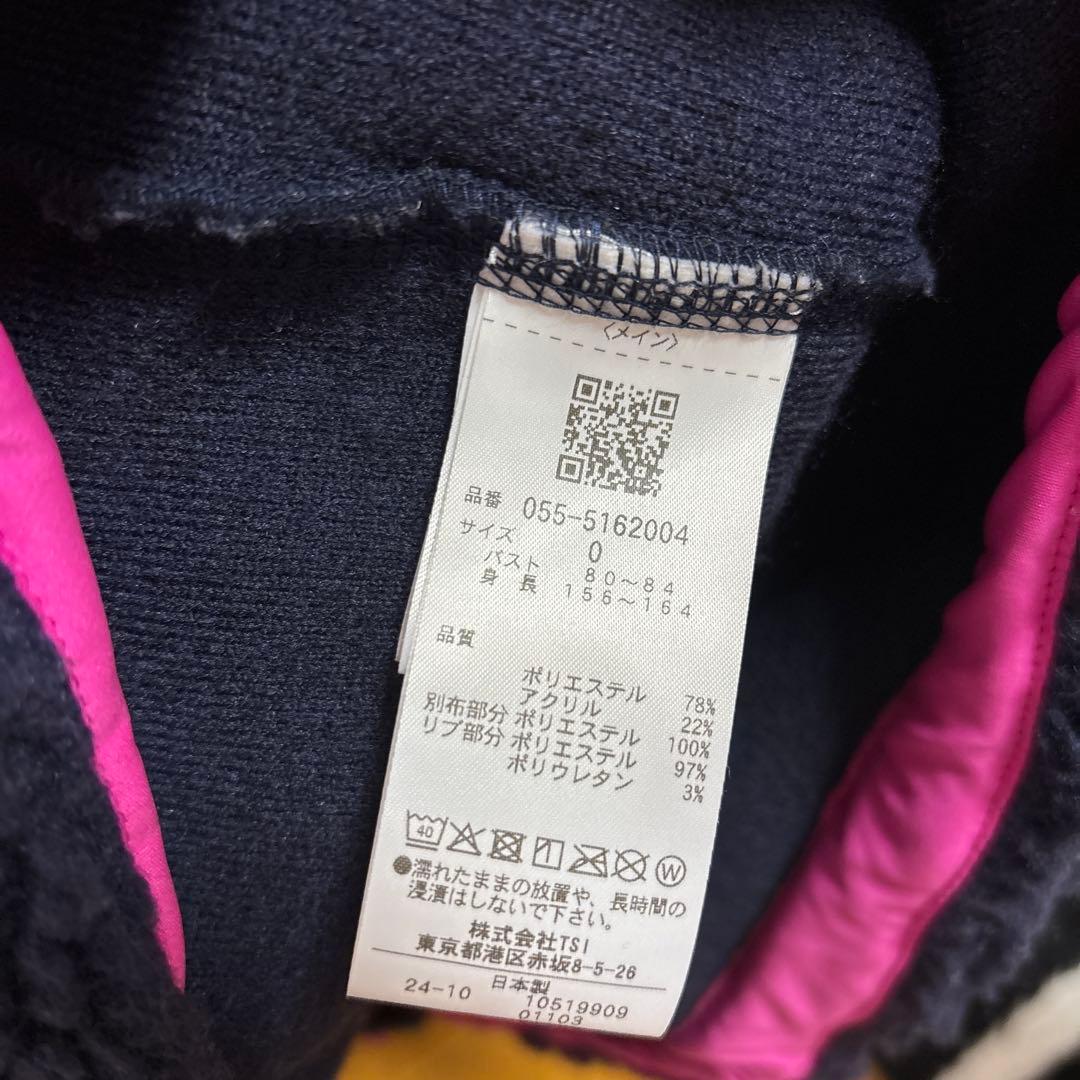 〈メイン〉
品番 055-5162004
サイズ 0
バスト 80～84
身長 156～164
品質
ポリエステル 78%
アクリル 22%
別布部分 ポリエステル 100%
リブ部分 ポリエステル 97%
ポリウレタン 3%
40 W
●濡れたままの放置や、長時間の
浸漬はしないで下さい。
株式会社TSI
東京都港区赤坂8-5-26
日本製
24-10 10519909
01103